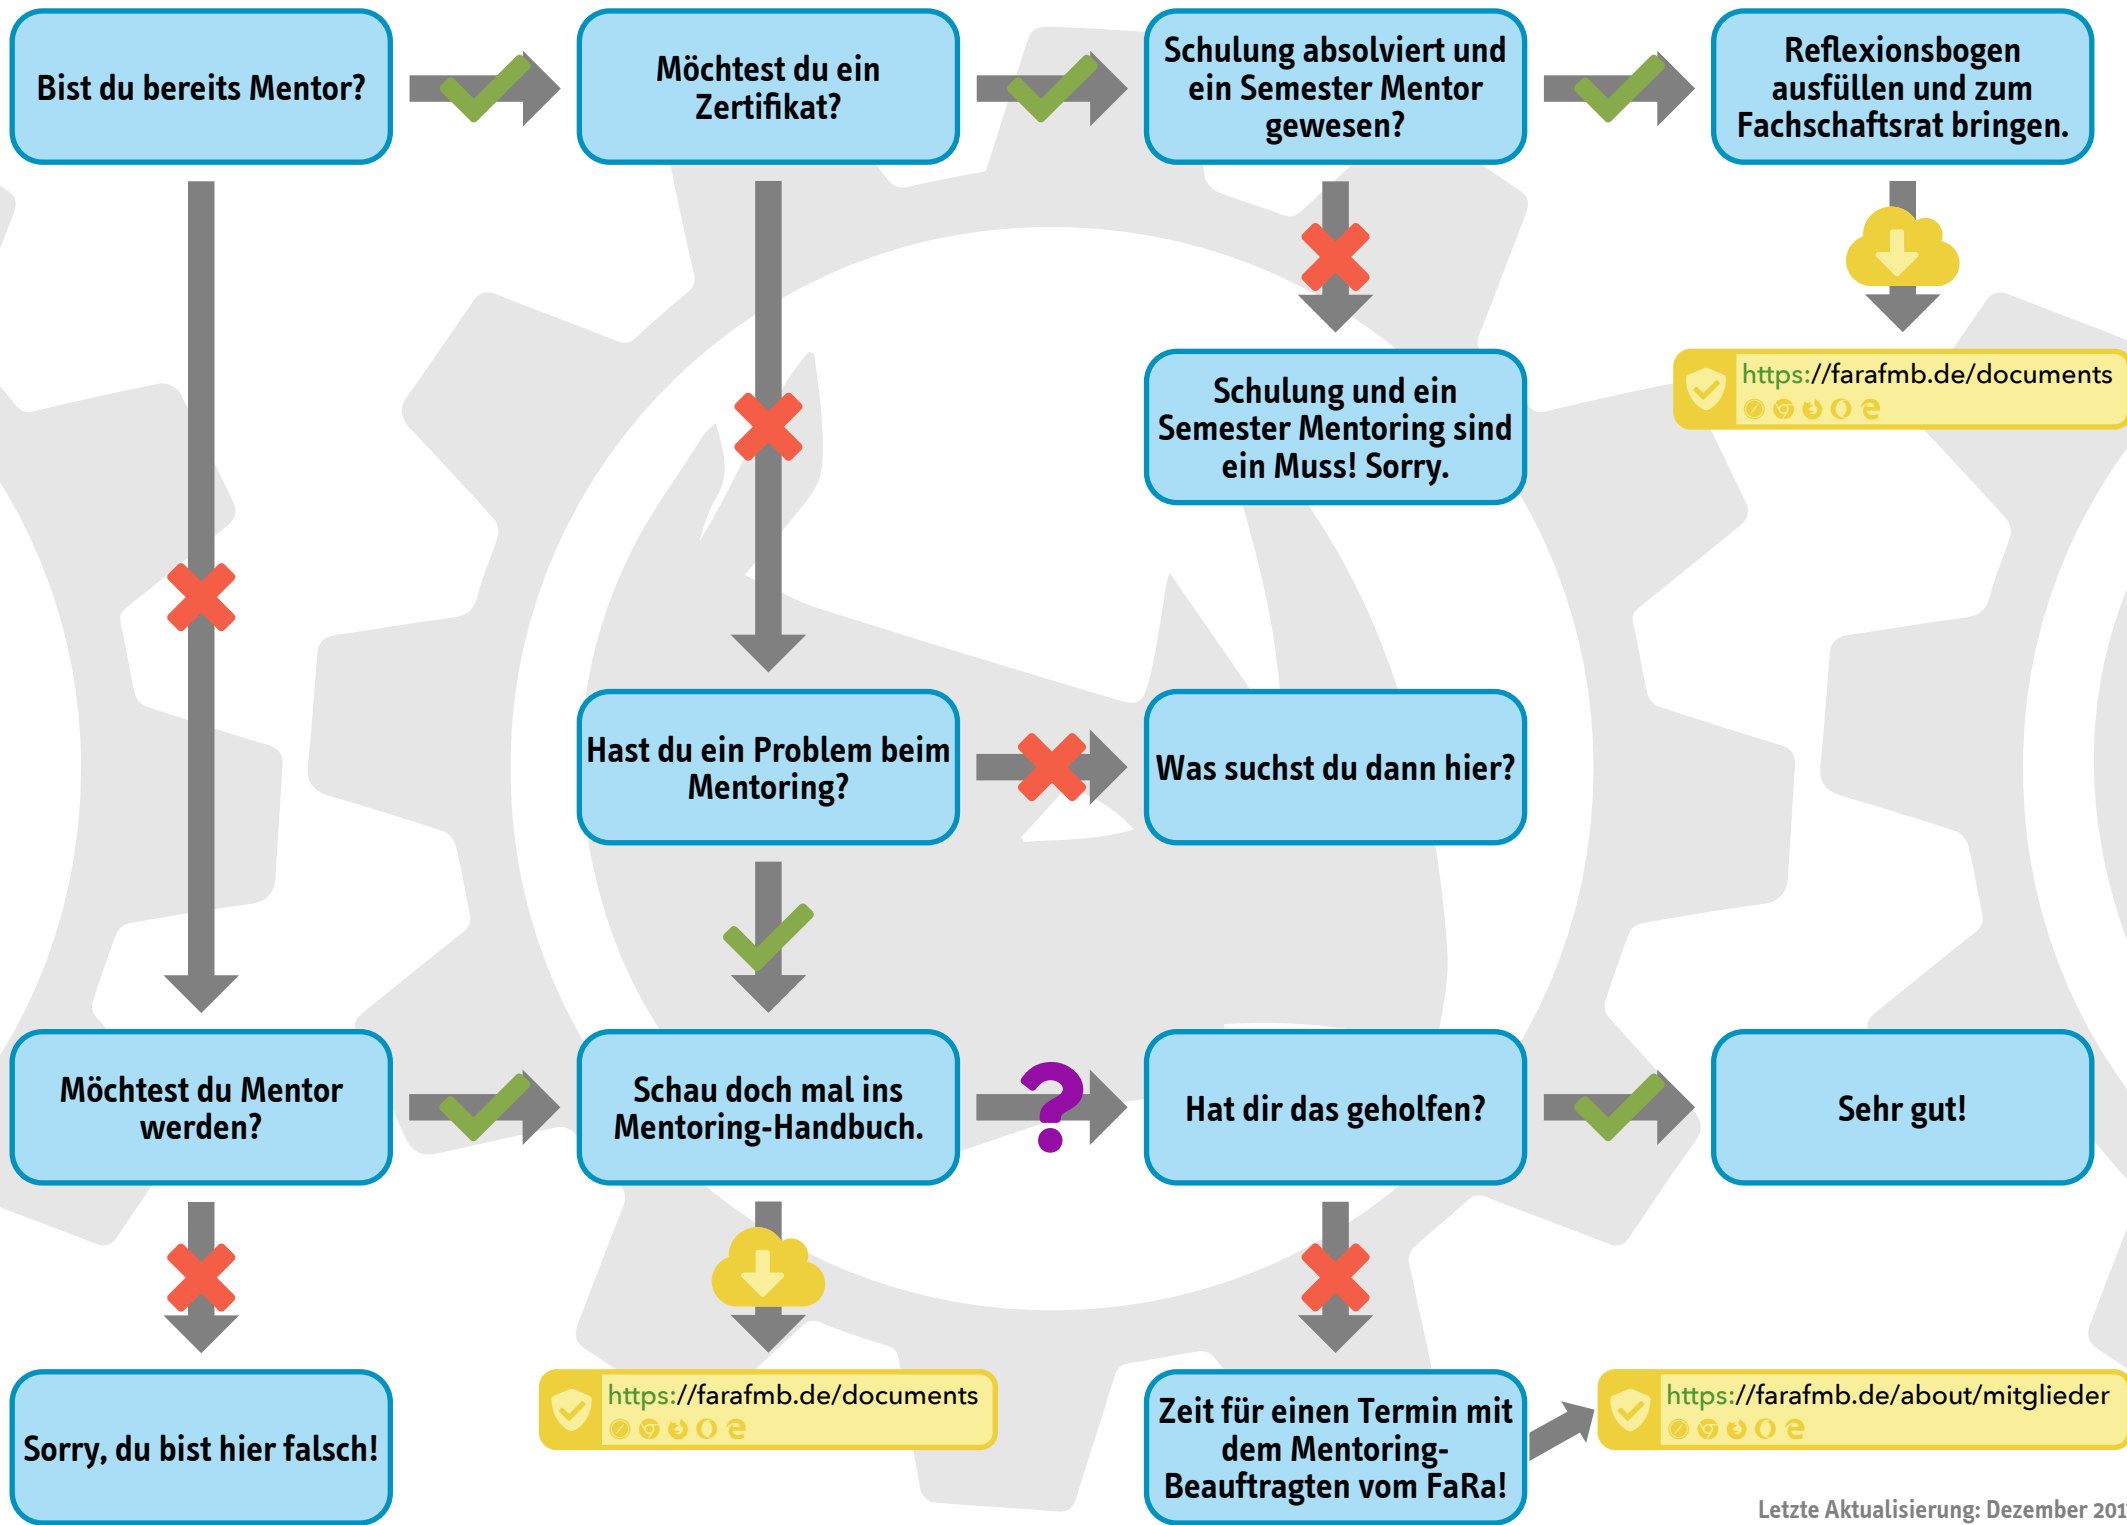 Bist du bereits Mentor?
Möchtest du ein
Zertifikat?
Schulung absolviert und
ein Semester Mentor
gewesen?
Reflexionsbogen
ausfüllen und zum
Fachschaftsrat bringen.
Schulung und ein
Semester Mentoring sind
ein Muss! Sorry.
https://farafmb.de/documents
Hast du ein Problem beim
Mentoring?
Was suchst du dann hier?
Möchtest du Mentor
werden?
Schau doch mal ins
Mentoring-Handbuch.
?
Hat dir das geholfen?
Sehr gut!
Sorry, du bist hier falsch!
https://farafmb.de/documents
Zeit für einen Termin mit
dem Mentoring-
Beauftragten vom FaRa!
https://farafmb.de/about/mitglieder
Letzte Aktualisierung: Dezember